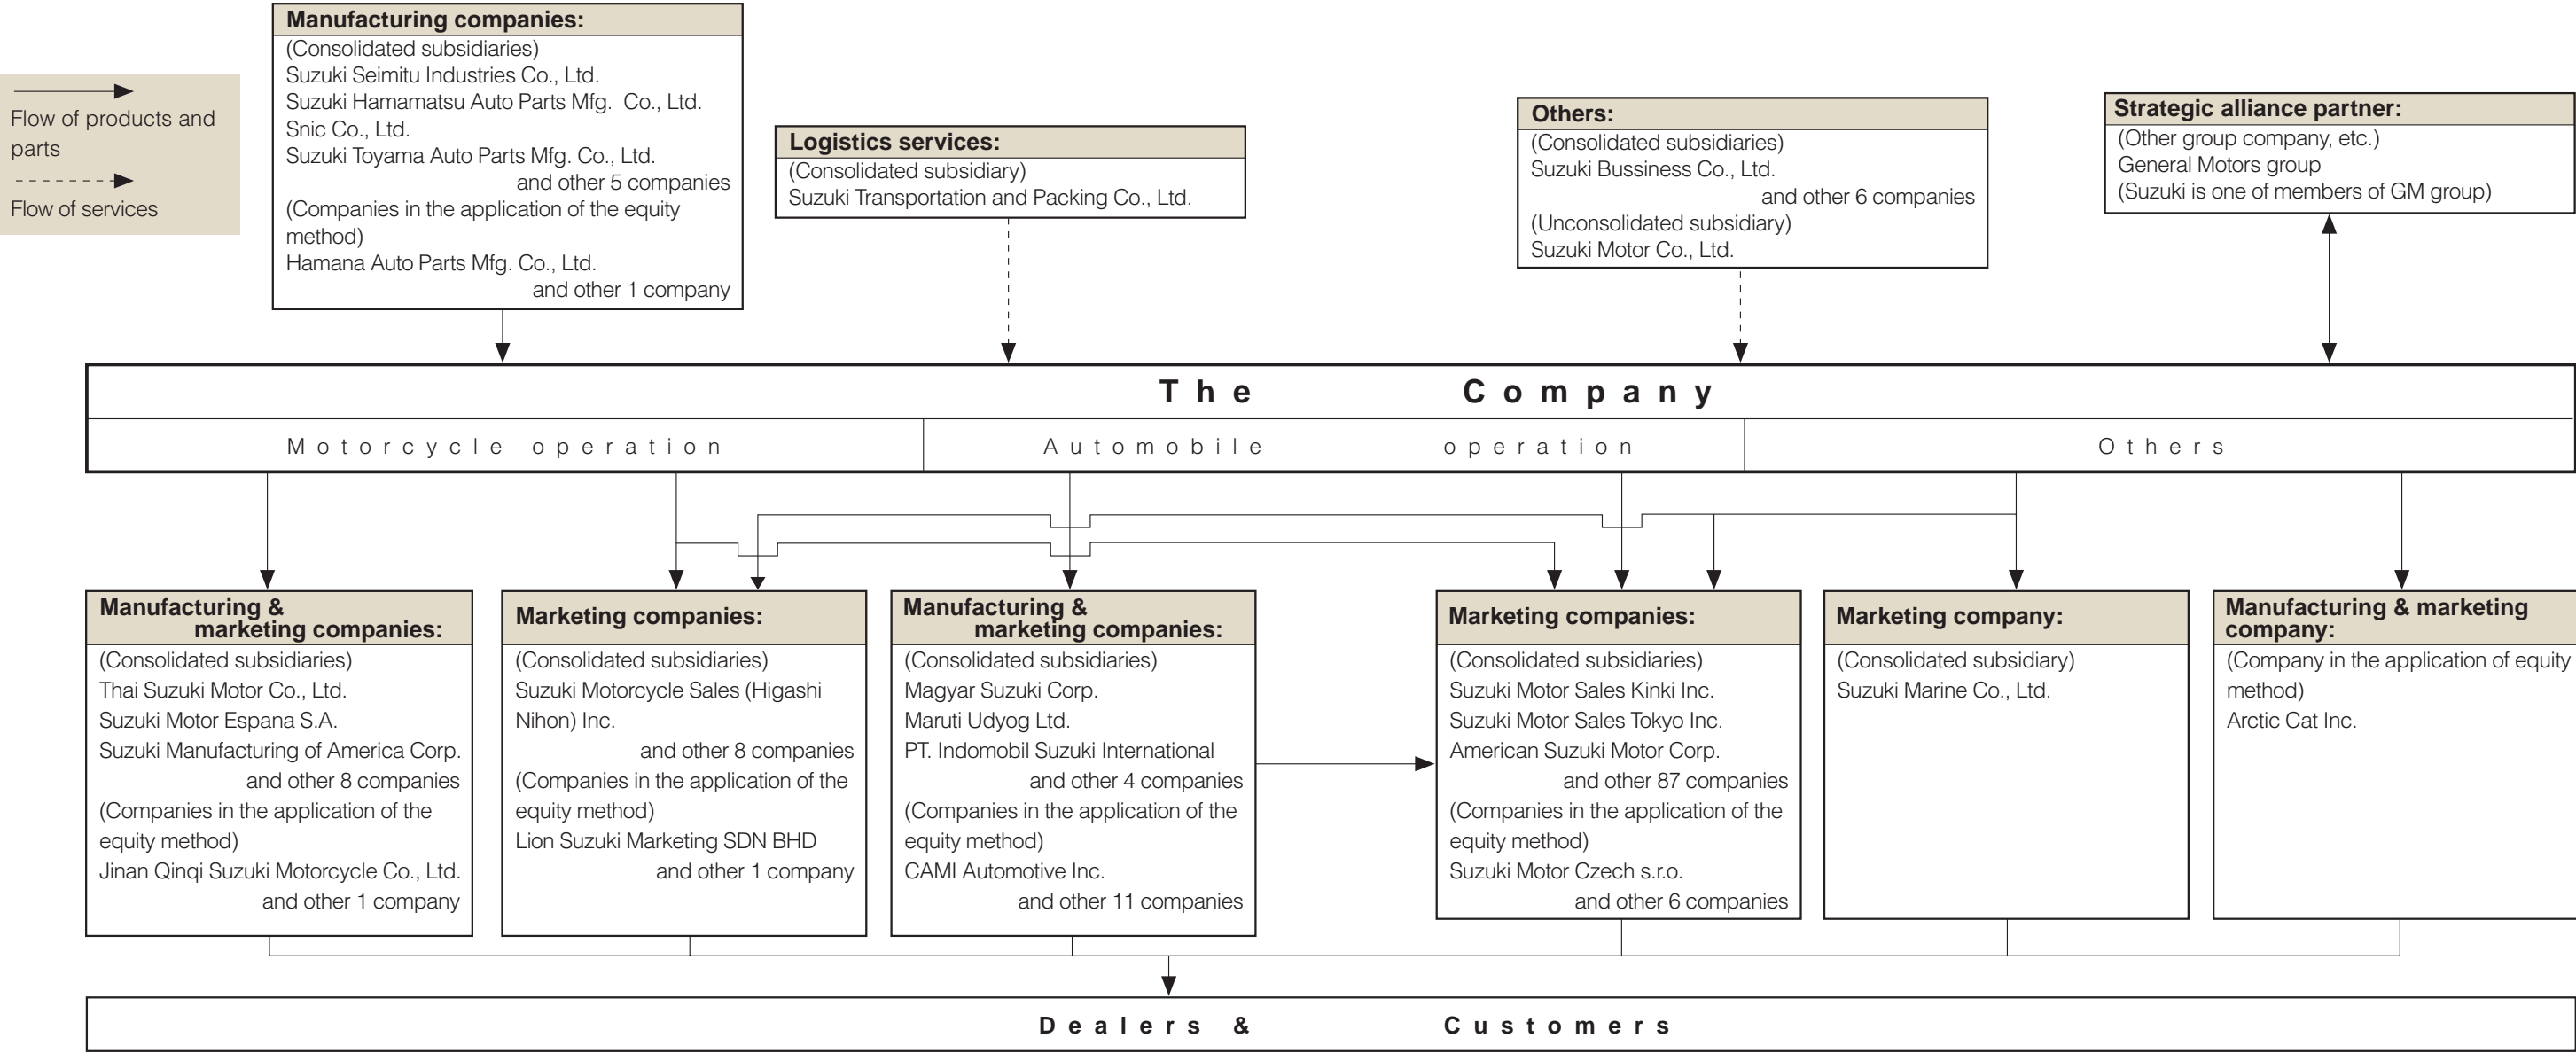 Manufacturing companies:
(Consolidated subsidiaries)
Suzuki Seimitu Industries Co., Ltd.
Suzuki Hamamatsu Auto Parts Mfg. Co., Ltd.
Snic Co., Ltd.
Suzuki Toyama Auto Parts Mfg. Co., Ltd.
and other 5 companies
(Companies in the application of the equity
method)
Hamana Auto Parts Mfg. Co., Ltd.
and other 1 company
Flow of products and
parts
Flow of services
Logistics services:
(Consolidated subsidiary)
Suzuki Transportation and Packing Co., Ltd.
Others:
(Consolidated subsidiaries)
Suzuki Bussiness Co., Ltd.
and other 6 companies
(Unconsolidated subsidiary)
Suzuki Motor Co., Ltd.
Strategic alliance partner:
(Other group company, etc.)
General Motors group
(Suzuki is one of members of GM group)
The Company
Motorcycle operation
Automobile operation
Others
Manufacturing &
marketing companies:
(Consolidated subsidiaries)
Thai Suzuki Motor Co., Ltd.
Suzuki Motor Espana S.A.
Suzuki Manufacturing of America Corp.
and other 8 companies
(Companies in the application of the
equity method)
Jinan Qinqi Suzuki Motorcycle Co., Ltd.
and other 1 company
Marketing companies:
(Consolidated subsidiaries)
Suzuki Motorcycle Sales (Higashi
Nihon) Inc.
and other 8 companies
(Companies in the application of the
equity method)
Lion Suzuki Marketing SDN BHD
and other 1 company
Manufacturing &
marketing companies:
(Consolidated subsidiaries)
Magyar Suzuki Corp.
Maruti Udyog Ltd.
PT. Indomobil Suzuki International
and other 4 companies
(Companies in the application of the
equity method)
CAMI Automotive Inc.
and other 11 companies
Marketing companies:
(Consolidated subsidiaries)
Suzuki Motor Sales Kinki Inc.
Suzuki Motor Sales Tokyo Inc.
American Suzuki Motor Corp.
and other 87 companies
(Companies in the application of the
equity method)
Suzuki Motor Czech s.r.o.
and other 6 companies
Marketing company:
(Consolidated subsidiary)
Suzuki Marine Co., Ltd.
Manufacturing & marketing
company:
(Company in the application of equity
method)
Arctic Cat Inc.
Dealers & Customers